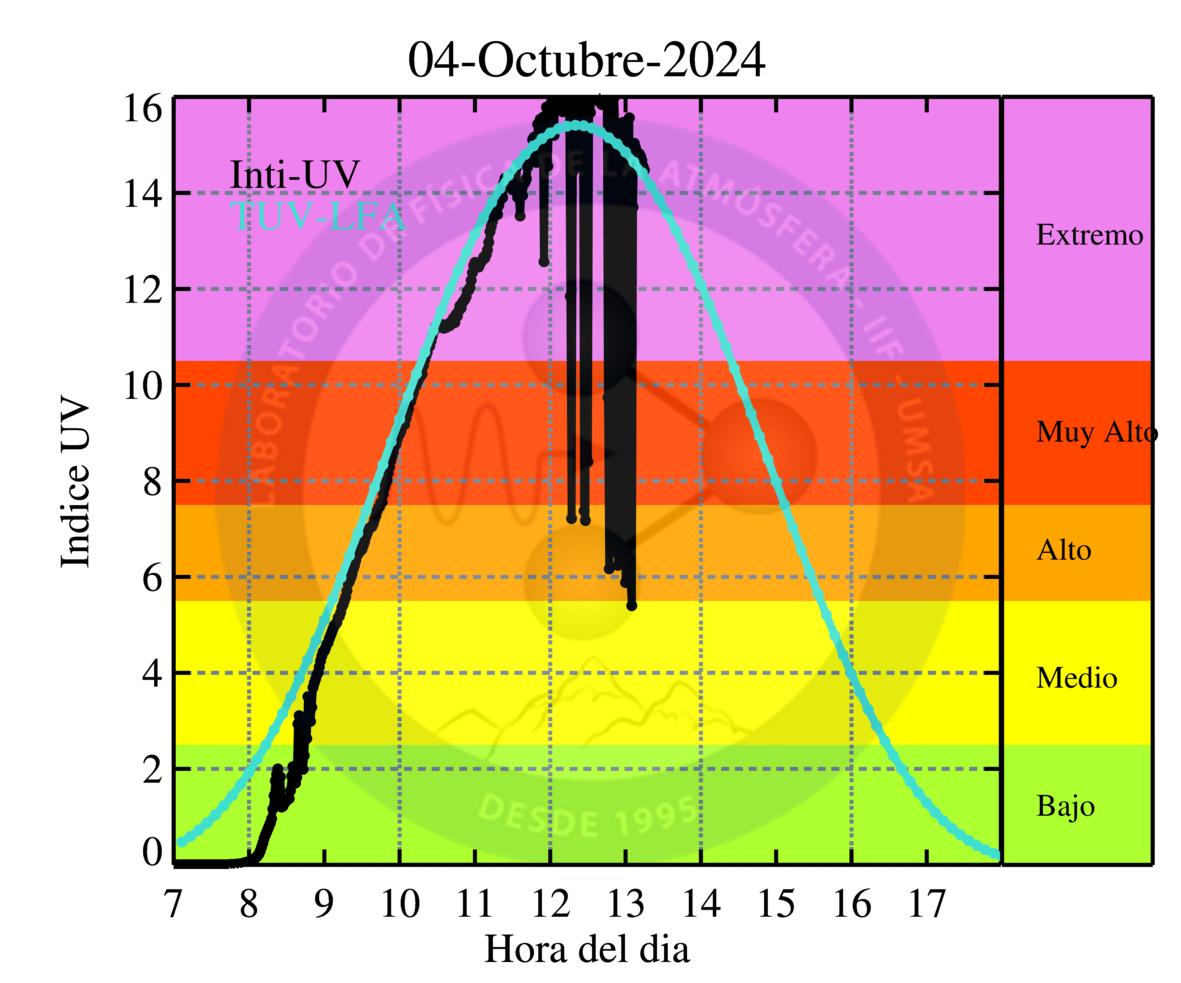 04-Octubre-2024
Inti-UV
TUV-LFA
LABORATORIO DE FÍSICA DE LA ATMÓSFERA - IIF - UMSA
DESDE 1995
Indice UV
16
14
12
10
8
6
4
2
0
7 8 9 10 11 12 13 14 15 16 17
Hora del dia
Extremo
Muy Alto
Alto
Medio
Bajo